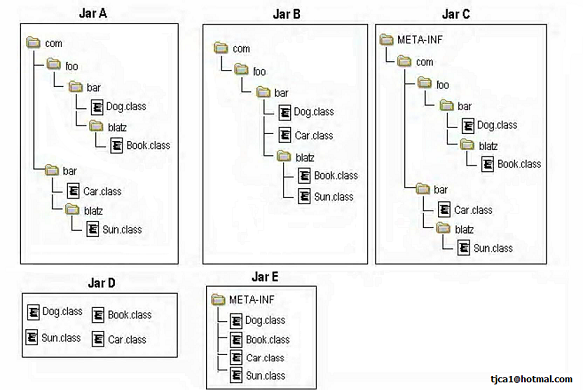 Jar A
com
foo
bar
Dog.class
blatz
Book.class
bar
Car.class
blatz
Sun.class
Jar B
com
foo
bar
Dog.class
Car.class
blatz
Book.class
Sun.class
Jar C
META-INF
com
foo
bar
Dog.class
blatz
Book.class
bar
Car.class
blatz
Sun.class
Jar D
Dog.class Book.class
Sun.class Car.class
Jar E
META-INF
Dog.class
Book.class
Car.class
Sun.class
tjca1@hotmal.com